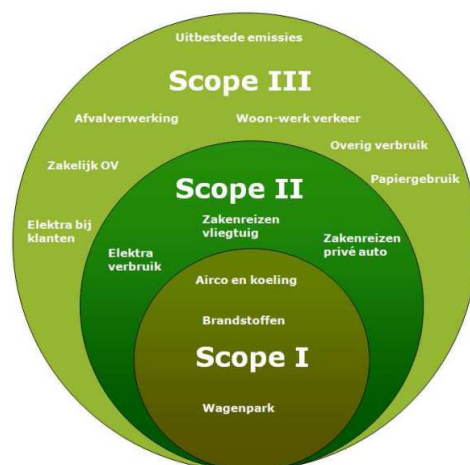 Uitbestede emissies
Scope III
Afvalverwerking
Woon-werk verkeer
Overig verbruik
Zakelijk OV
Papiergebruik
Scope II
Elektra bij
klanten
Zakenreizen
vliegtuig
Elektra
verbruik
Zakenreizen
privé auto
Airco en koeling
Brandstoffen
Scope I
Wagenpark